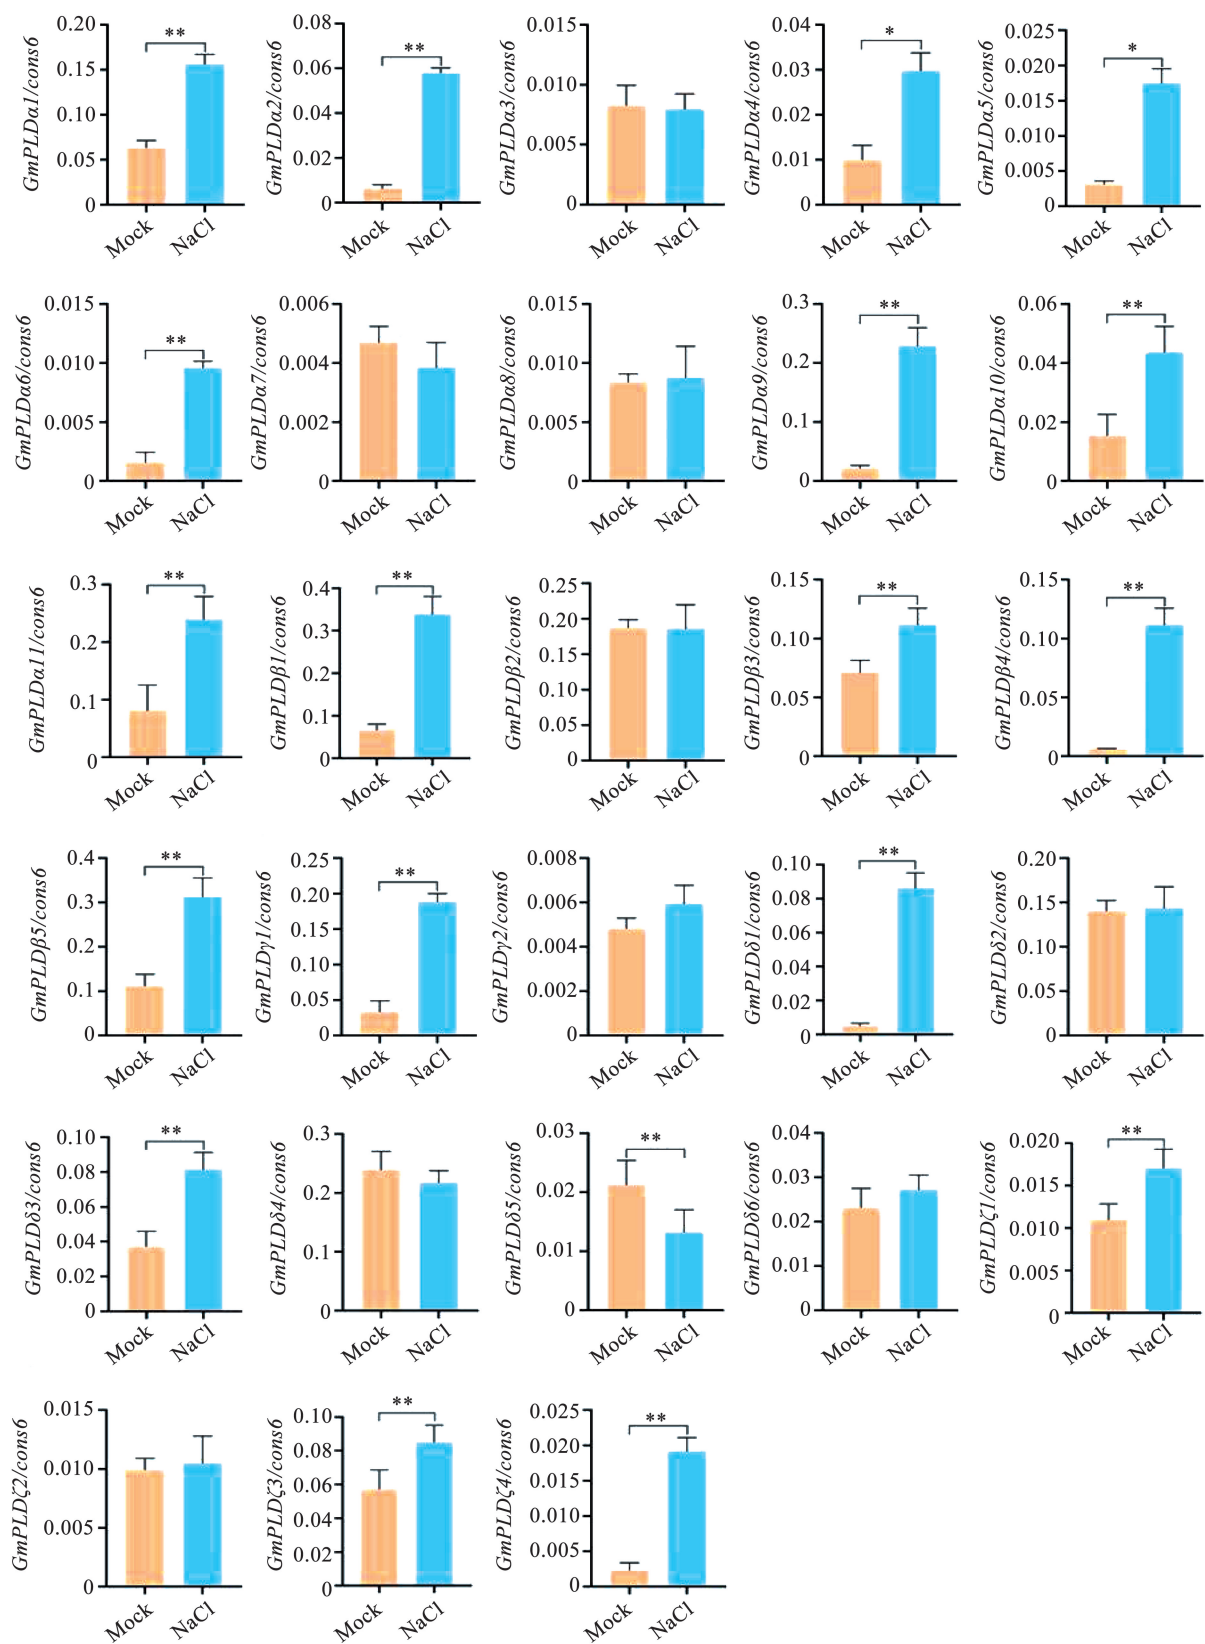 GmPLDα1/cons6
0.20
0.15
0.10
0.05
0
**
Mock
NaCl
GmPLDα2/cons6
0.08
0.06
0.04
0.02
0
**
Mock
NaCl
GmPLDα3/cons6
0.015
0.010
0.005
0
Mock
NaCl
GmPLDα4/cons6
0.04
0.03
0.02
0.01
0
*
Mock
NaCl
GmPLDα5/cons6
0.025
0.020
0.015
0.010
0.005
0
*
Mock
NaCl
GmPLDα6/cons6
0.015
0.010
0.005
0
**
Mock
NaCl
GmPLDα7/cons6
0.006
0.004
0.002
0
Mock
NaCl
GmPLDα8/cons6
0.015
0.010
0.005
0
Mock
NaCl
GmPLDα9/cons6
0.3
0.2
0.1
0
**
Mock
NaCl
GmPLDα10/cons6
0.06
0.04
0.02
0
**
Mock
NaCl
GmPLDα11/cons6
0.3
0.2
0.1
0
**
Mock
NaCl
GmPLDβ1/cons6
0.4
0.3
0.2
0.1
0
**
Mock
NaCl
GmPLDβ2/cons6
0.25
0.20
0.15
0.10
0.05
0
Mock
NaCl
GmPLDβ3/cons6
0.15
0.10
0.05
0
**
Mock
NaCl
GmPLDβ4/cons6
0.15
0.10
0.05
0
**
Mock
NaCl
GmPLDβ5/cons6
0.4
0.3
0.2
0.1
0
**
Mock
NaCl
GmPLDγ1/cons6
0.25
0.20
0.15
0.10
0.05
0
**
Mock
NaCl
GmPLDγ2/cons6
0.008
0.006
0.004
0.002
0
Mock
NaCl
GmPLDδ1/cons6
0.10
0.08
0.06
0.04
0.02
0
**
Mock
NaCl
GmPLDδ2/cons6
0.20
0.15
0.10
0.05
0
Mock
NaCl
GmPLDδ3/cons6
0.10
0.08
0.06
0.04
0.02
0
**
Mock
NaCl
GmPLDδ4/cons6
0.3
0.2
0.1
0
Mock
NaCl
GmPLDδ5/cons6
0.03
0.02
0.01
0
**
Mock
NaCl
GmPLDδ6/cons6
0.04
0.03
0.02
0.01
0
Mock
NaCl
GmPLDζ1/cons6
0.020
0.015
0.010
0.005
0
**
Mock
NaCl
GmPLDζ2/cons6
0.015
0.010
0.005
0
Mock
NaCl
GmPLDζ3/cons6
0.10
0.08
0.06
0.04
0.02
0
**
Mock
NaCl
GmPLDζ4/cons6
0.025
0.020
0.015
0.010
0.005
0
**
Mock
NaCl